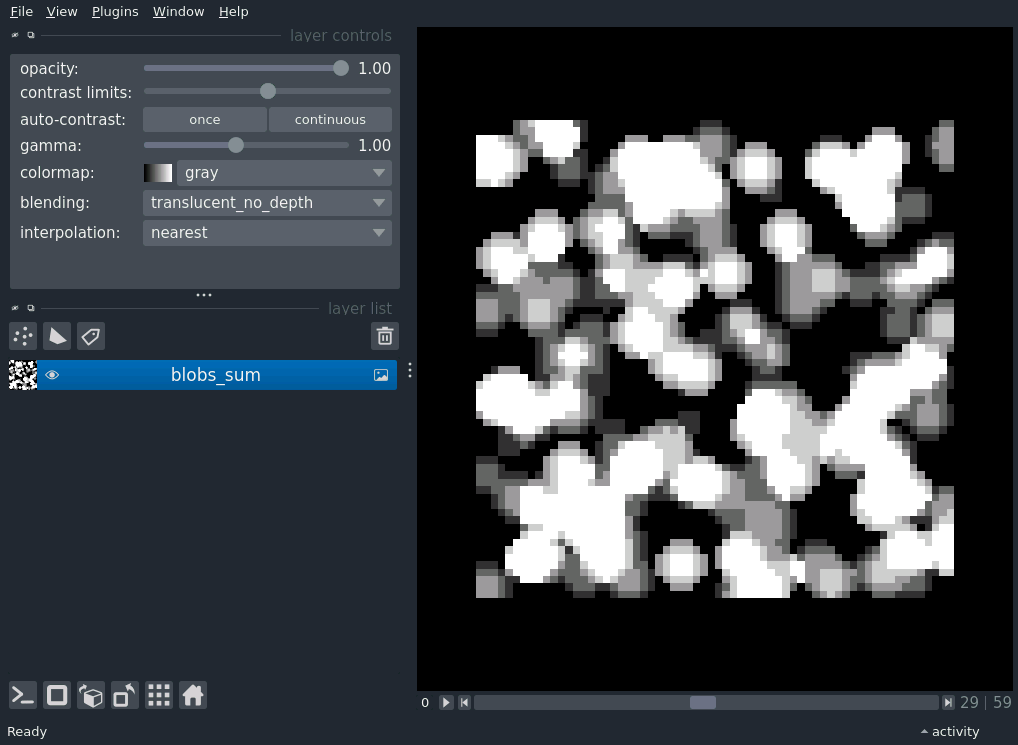 File View Plugins Window Help
layer controls
opacity: 1.00
contrast limits:
auto-contrast: once continuous
gamma: 1.00
colormap: gray
blending: translucent_no_depth
interpolation: nearest
layer list
blobs_sum
0 29 | 59
Ready activity